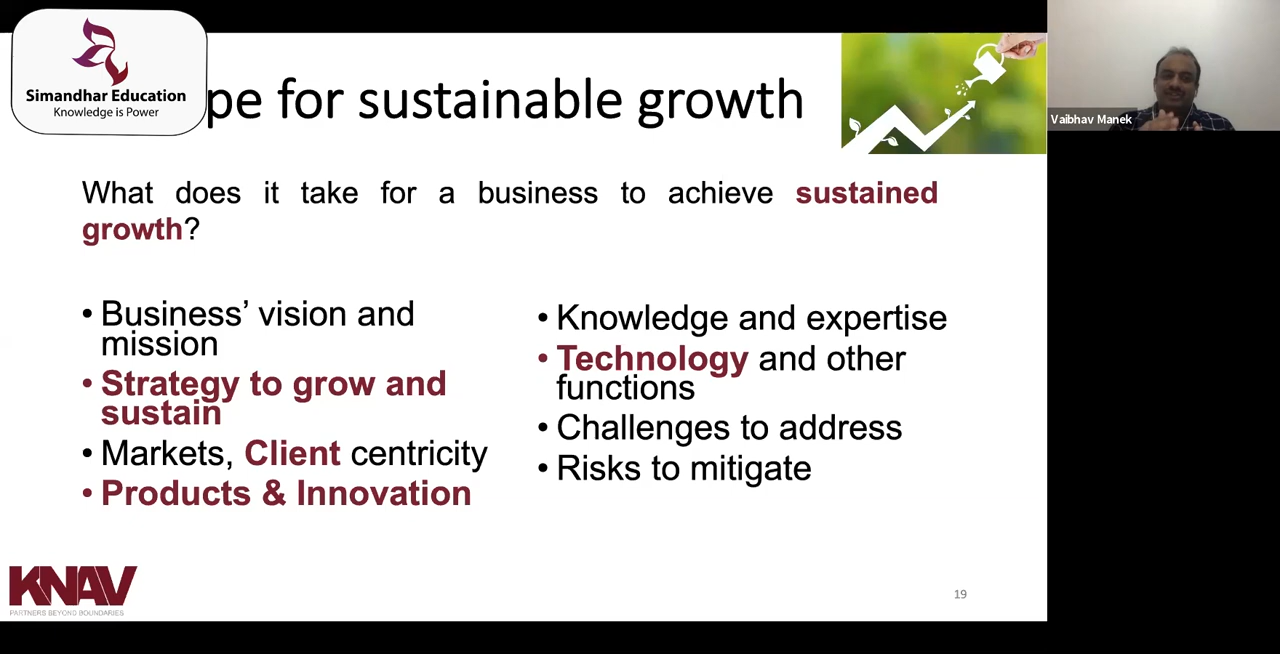 Simandhar Education
Knowledge is Power
pe for sustainable growth
Vaibhav Manek
What does it take for a business to achieve sustained
growth?
• Business’ vision and
mission
• Strategy to grow and
sustain
• Markets, Client centricity
• Products & Innovation
• Knowledge and expertise
• Technology and other
functions
• Challenges to address
• Risks to mitigate
KNAV
PARTNERS BEYOND BOUNDARIES
19